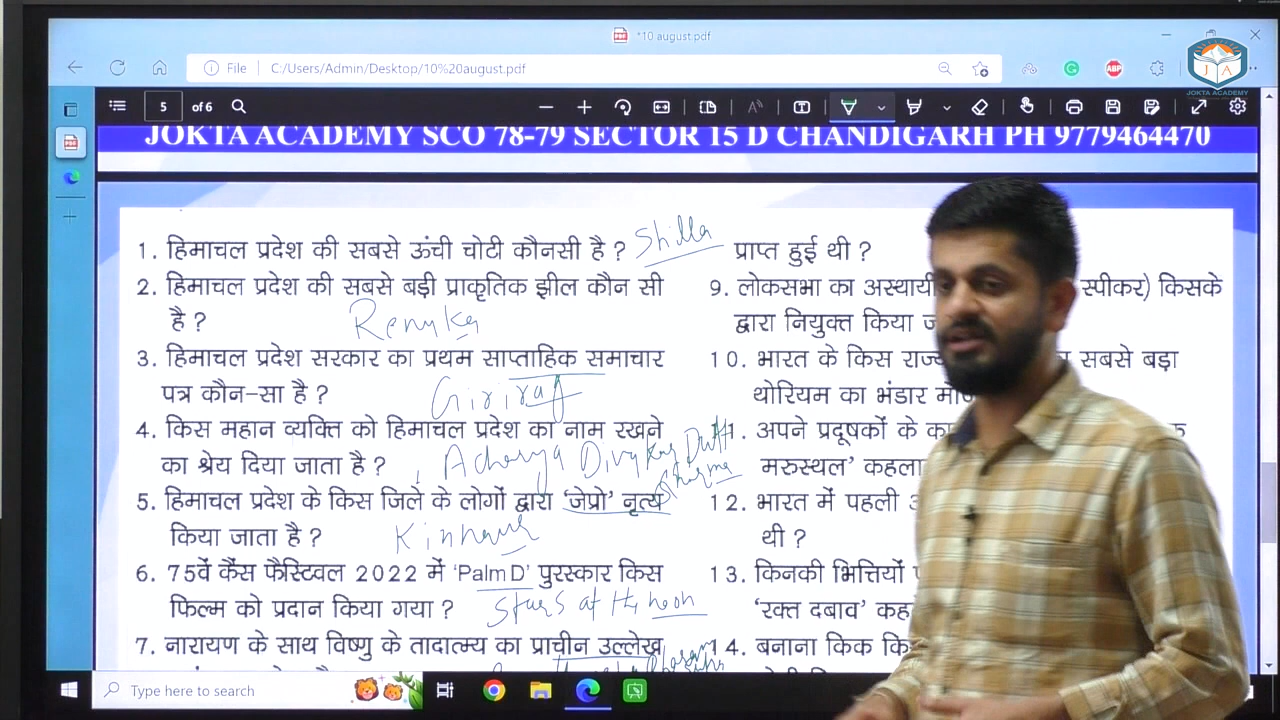 *10 august.pdf
File C:/Users/Admin/Desktop/10%20august.pdf
ABP
JA
JOKTA ACADEMY
5 of 6
JOKTA ACADEMY SCO 78-79 SECTOR 15 D CHANDIGARH PH 9779464470
1. हिमाचल प्रदेश की सबसे ऊंची चोटी कौनसी है ? Shilla
2. हिमाचल प्रदेश की सबसे बड़ी प्राकृतिक झील कौन सी
है ? Renuka
3. हिमाचल प्रदेश सरकार का प्रथम साप्ताहिक समाचार
पत्र कौन-सा है ? Giriraj
4. किस महान व्यक्ति को हिमाचल प्रदेश का नाम रखने
का श्रेय दिया जाता है ? Acharya Divakar Dutt
Sharma
5. हिमाचल प्रदेश के किस जिले के लोगों द्वारा 'जेप्रो' नृत्य
किया जाता है ? Kinnaur
6. 75वें कैंस फैस्टिवल 2022 में 'Palm D' पुरस्कार किस
फिल्म को प्रदान किया गया ? Stars at the noon
7. नारायण के साथ विष्णु के तादात्म्य का प्राचीन उल्लेख
प्राप्त हुई थी ?
9. लोकसभा का अस्थायी स्पीकर) किसके
द्वारा नियुक्त किया
10. भारत के किस राज्य सबसे बड़ा
थोरियम का भंडार
11. अपने प्रदूषकों के
मरुस्थल' कहला
12. भारत में पहली
थी ?
13. किनकी भित्तियों
'रक्त दबाव' कह
14. बनाना किक
Type here to search